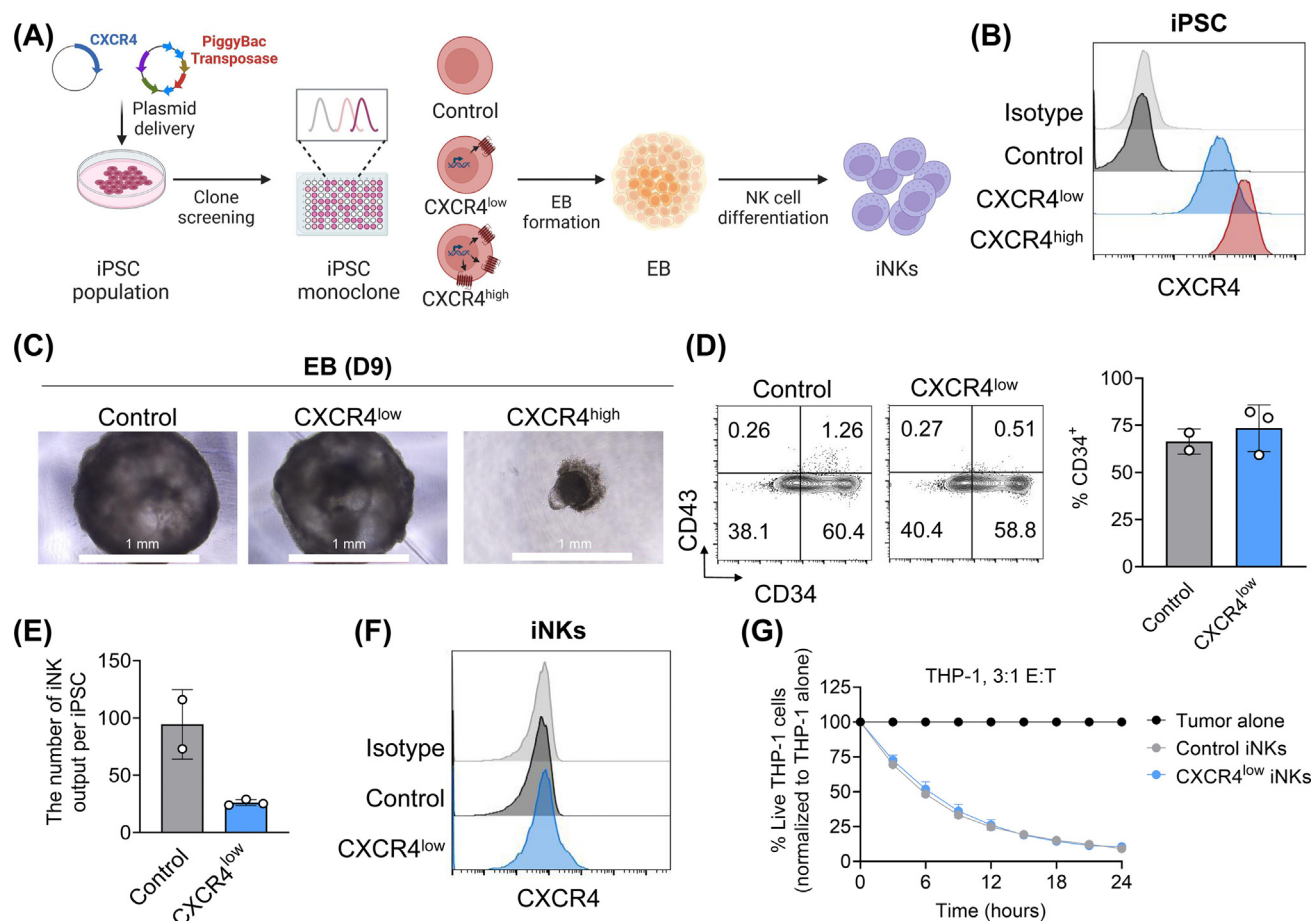 (A)
CXCR4
PiggyBac
Transposase
Plasmid
delivery
Clone
screening
iPSC
population
iPSC
monoclone
Control
CXCR4low
CXCR4high
EB
formation
EB
NK cell
differentiation
iNKs
(B)
iPSC
Isotype
Control
CXCR4low
CXCR4high
CXCR4
(C)
EB (D9)
Control
CXCR4low
CXCR4high
1 mm
1 mm
1 mm
(D)
Control
CXCR4low
0.26
1.26
38.1
60.4
0.27
0.51
40.4
58.8
CD43
CD34
% CD34+
100
75
50
25
0
Control
CXCR4low
(E)
The number of iNK
output per iPSC
150
100
50
0
Control
CXCR4low
(F)
iNKs
Isotype
Control
CXCR4low
CXCR4
(G)
THP-1, 3:1 E:T
% Live THP-1 cells
(normalized to THP-1 alone)
125
100
75
50
25
0
0
6
12
18
24
Time (hours)
Tumor alone
Control iNKs
CXCR4low iNKs